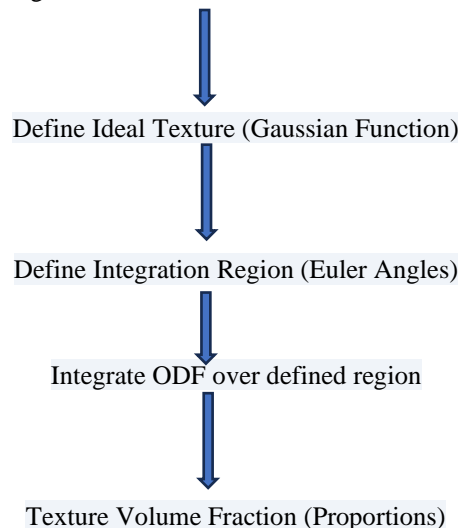 Define Ideal Texture (Gaussian Function)
Define Integration Region (Euler Angles)
Integrate ODF over defined region
Texture Volume Fraction (Proportions)